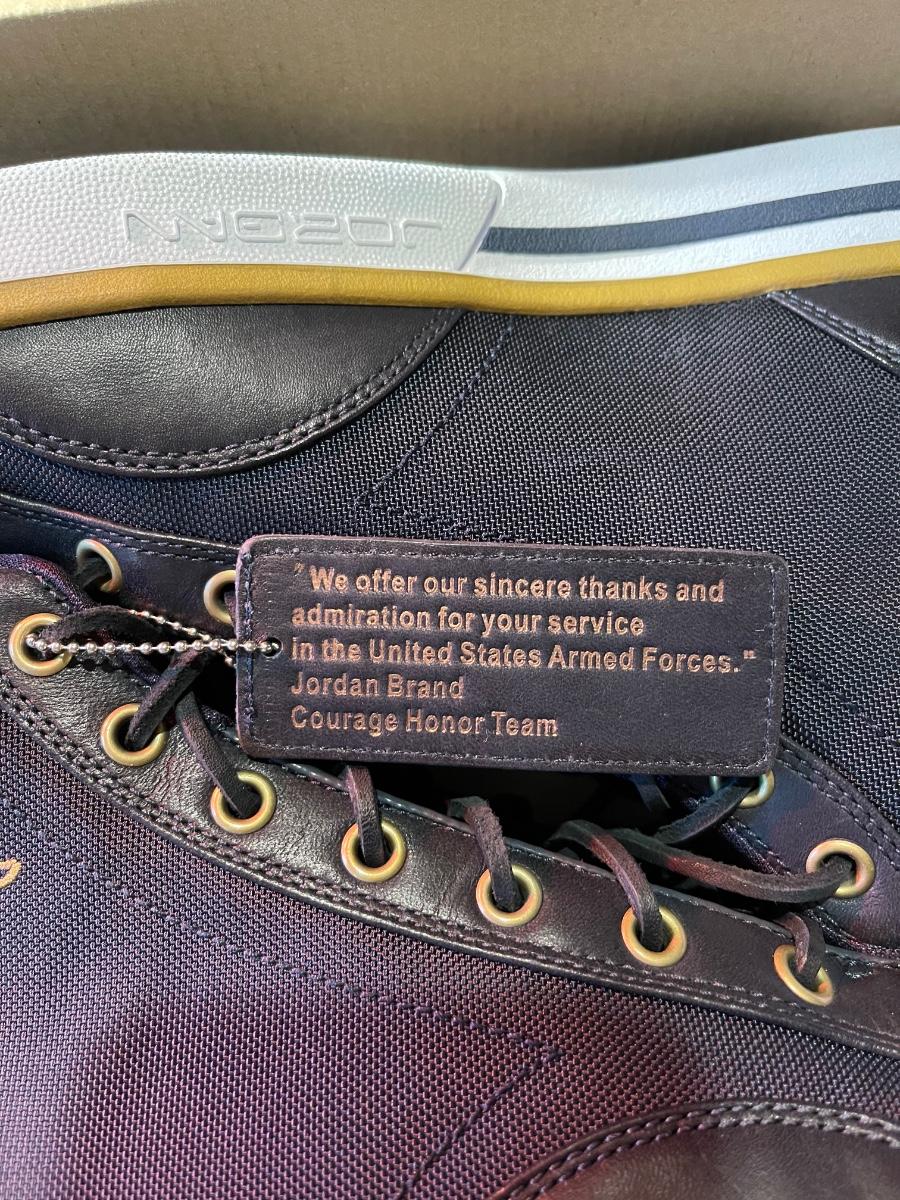 JORDAN
" We offer our sincere thanks and
admiration for your service
in the United States Armed Forces."
Jordan Brand
Courage Honor Team